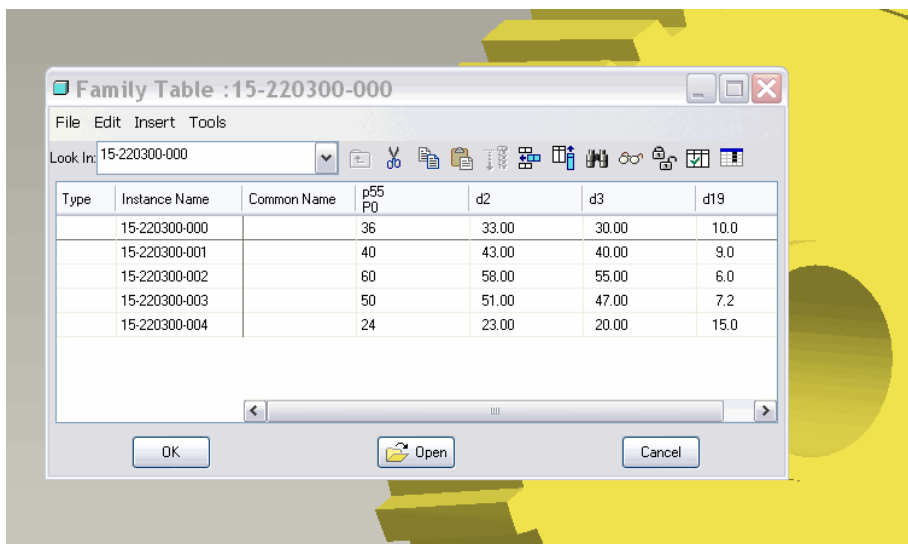 Family Table :15-220300-000
File Edit Insert Tools
Look In: 15-220300-000
Type Instance Name Common Name p55 P0 d2 d3 d19
15-220300-000 36 33.00 30.00 10.0
15-220300-001 40 43.00 40.00 9.0
15-220300-002 60 58.00 55.00 6.0
15-220300-003 50 51.00 47.00 7.2
15-220300-004 24 23.00 20.00 15.0
OK Open Cancel